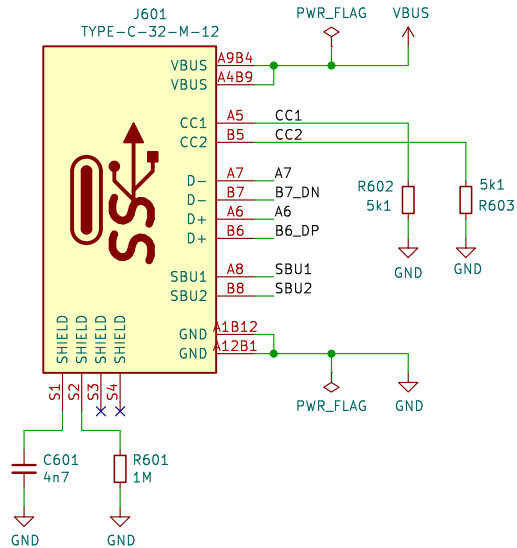 J601
TYPE-C-32-M-12
PWR_FLAG
VBUS
VBUS A9B4
VBUS A4B9
CC1 A5 CC1
CC2 B5 CC2
D- A7 A7
D- B7 B7_DN
D+ A6 A6
D+ B6 B6_DP
SBU1 A8 SBU1
SBU2 B8 SBU2
GND A1B12
GND A12B1
R602
5k1
5k1
R603
GND
GND
SS
SHIELD SHIELD SHIELD SHIELD
S1 S2 S3 S4
PWR_FLAG
GND
C601
4n7
R601
1M
GND
GND